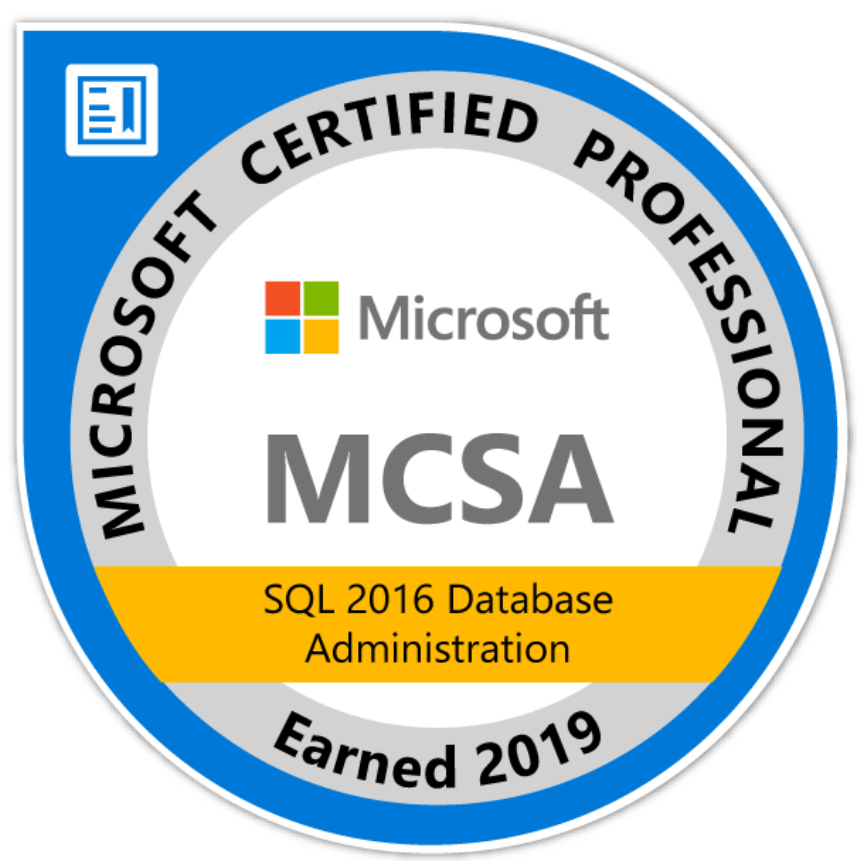 MICROSOFT CERTIFIED PROFESSIONAL
Microsoft
MCSA
SQL 2016 Database
Administration
Earned 2019